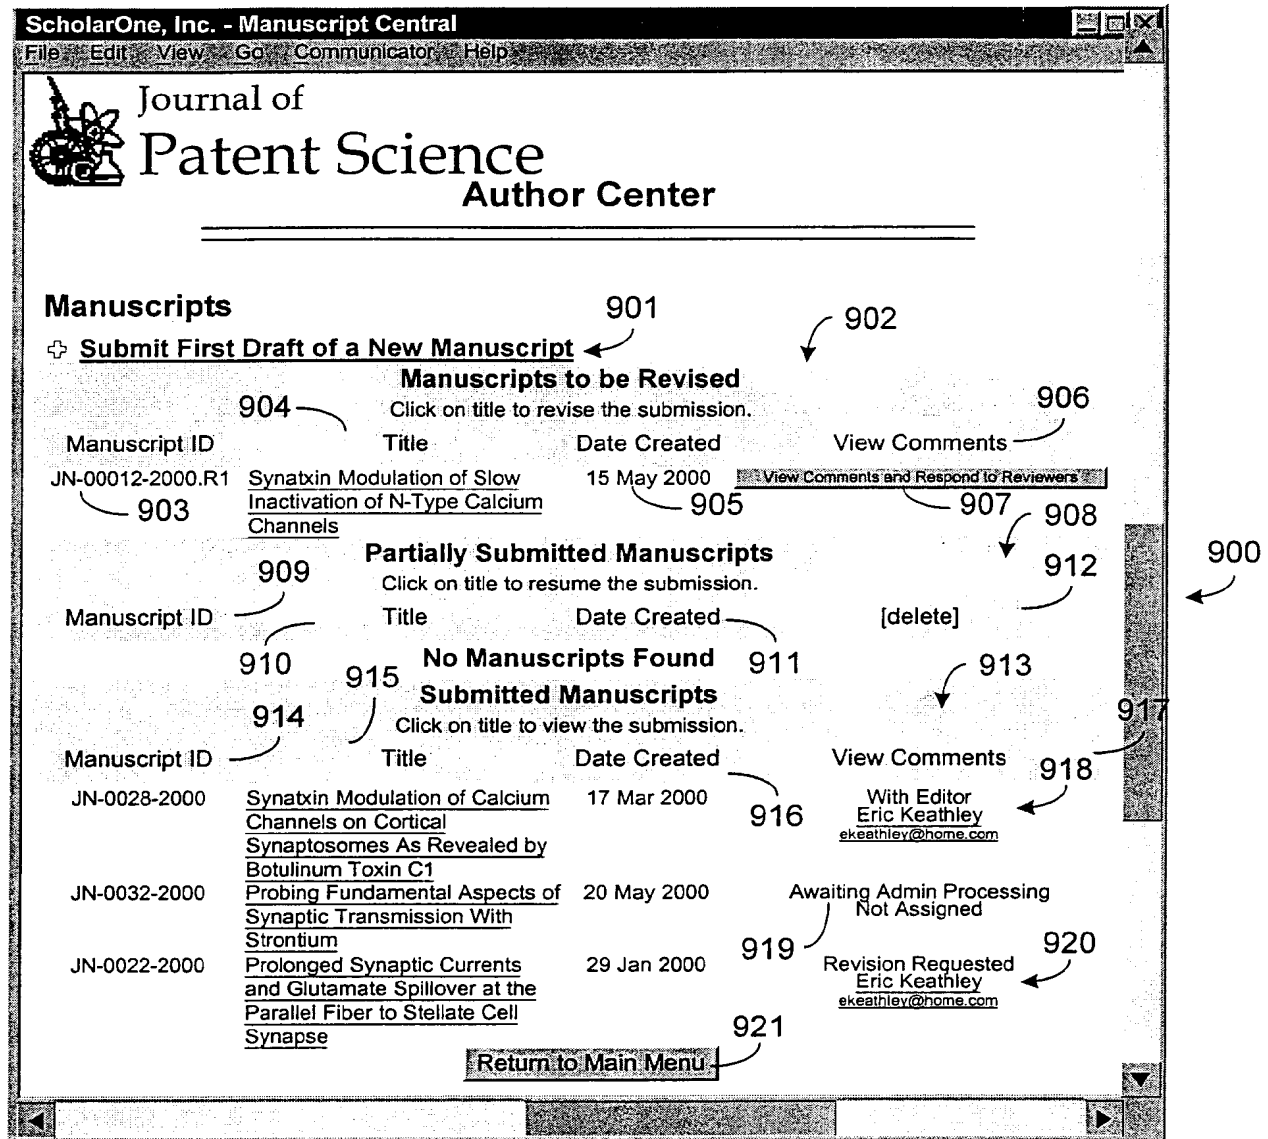 ScholarOne, Inc. - Manuscript Central
File Edit View Go Communicator Help
Journal of
Patent Science
Author Center
Manuscripts
901
902
Submit First Draft of a New Manuscript
Manuscripts to be Revised
904
Click on title to revise the submission.
906
Manuscript ID Title Date Created View Comments
JN-00012-2000.R1 Synatxin Modulation of Slow 15 May 2000 View Comments and Respond to Reviewers
903 Inactivation of N-Type Calcium 905 907 908
Channels
Partially Submitted Manuscripts
909 Click on title to resume the submission. 912
900
Manuscript ID Title Date Created [delete]
910 915 No Manuscripts Found 911 913
Submitted Manuscripts
914 Click on title to view the submission. 917
Manuscript ID Title Date Created View Comments 918
JN-0028-2000 Synatxin Modulation of Calcium 17 Mar 2000 With Editor
Channels on Cortical 916 Eric Keathley
Synaptosomes As Revealed by ekeathley@home.com
Botulinum Toxin C1
JN-0032-2000 Probing Fundamental Aspects of 20 May 2000 Awaiting Admin Processing
Synaptic Transmission With Not Assigned
Strontium 919 920
JN-0022-2000 Prolonged Synaptic Currents 29 Jan 2000 Revision Requested
and Glutamate Spillover at the Eric Keathley
Parallel Fiber to Stellate Cell ekeathley@home.com
Synapse 921
Return to Main Menu